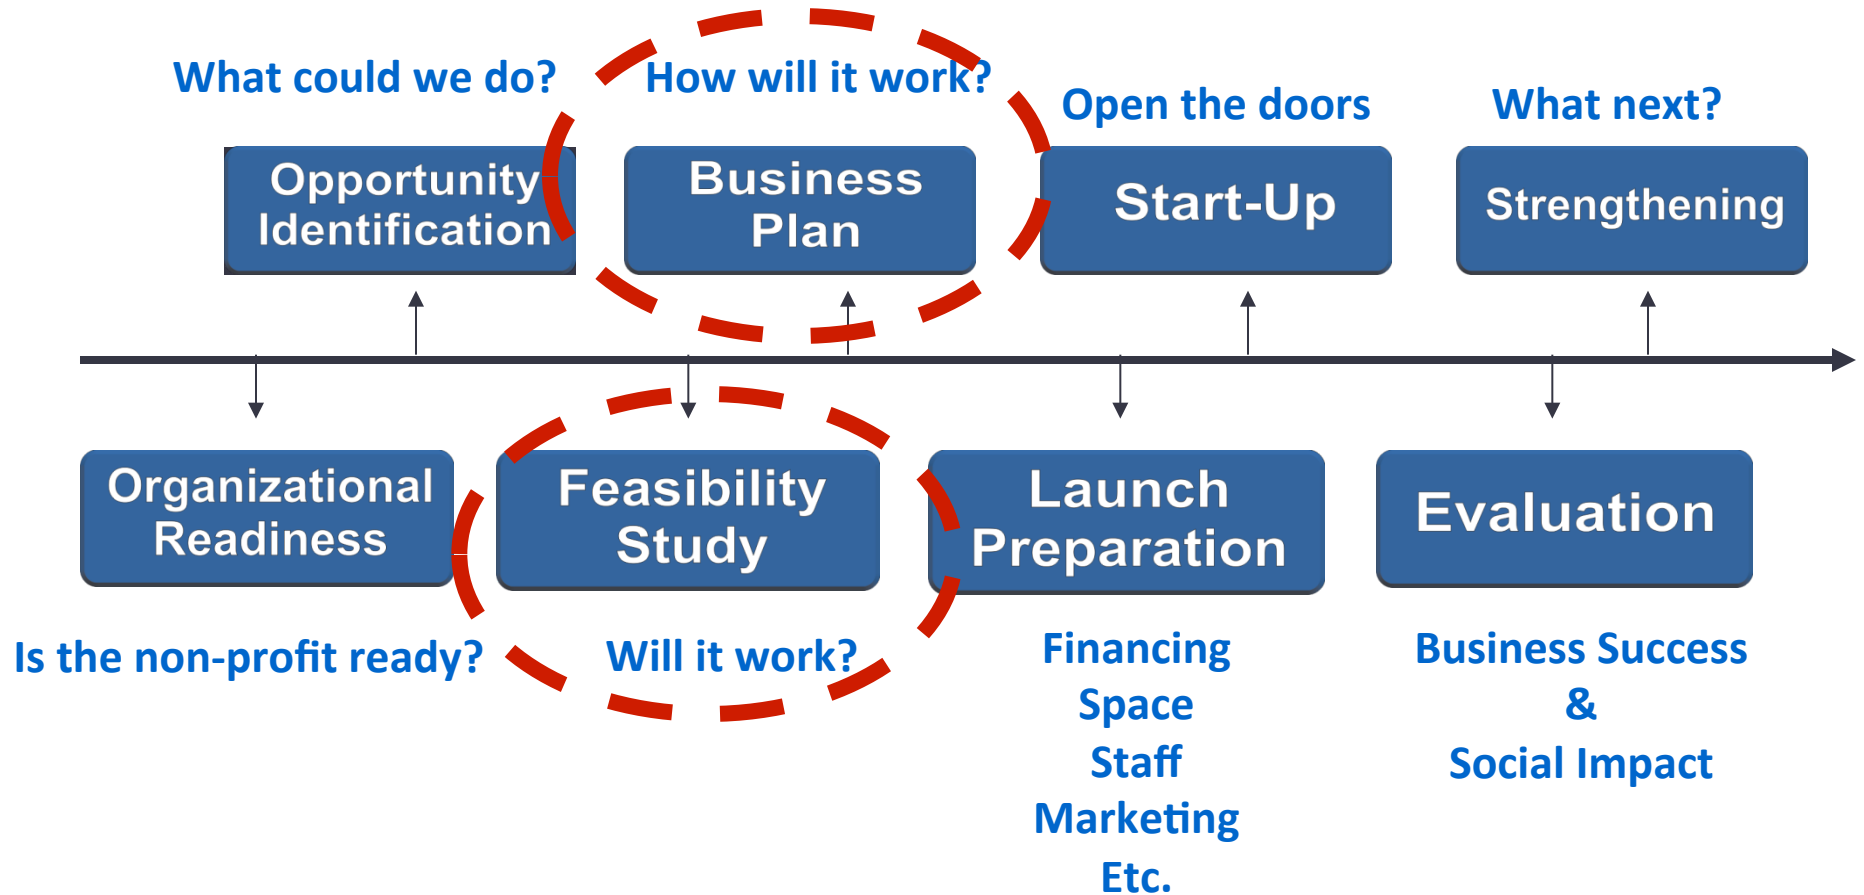 What could we do?
How will it work?
Open the doors
What next?
Opportunity
Identification
Business
Plan
Start-Up
Strengthening
Organizational
Readiness
Feasibility
Study
Launch
Preparation
Evaluation
Is the non-profit ready?
Will it work?
Financing
Space
Staff
Marketing
Etc.
Business Success
&
Social Impact